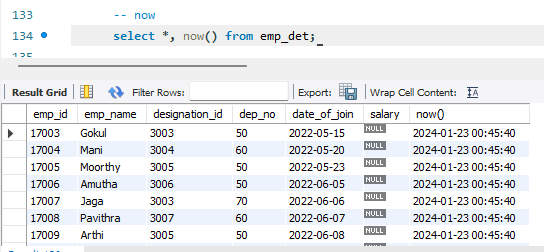 133 -- now
134 select *, now() from emp_det;
135
Result Grid Filter Rows: Export: Wrap Cell Content: IA
emp_id emp_name designation_id dep_no date_of_join salary now()
17003 Gokul 3003 50 2022-05-15 NULL 2024-01-23 00:45:40
17004 Mani 3004 60 2022-05-20 NULL 2024-01-23 00:45:40
17005 Moorthy 3005 50 2022-05-23 NULL 2024-01-23 00:45:40
17006 Amutha 3006 50 2022-06-05 NULL 2024-01-23 00:45:40
17007 Jaga 3003 70 2022-06-06 NULL 2024-01-23 00:45:40
17008 Pavithra 3007 60 2022-06-07 NULL 2024-01-23 00:45:40
17009 Arthi 3005 50 2022-06-08 NULL 2024-01-23 00:45:40